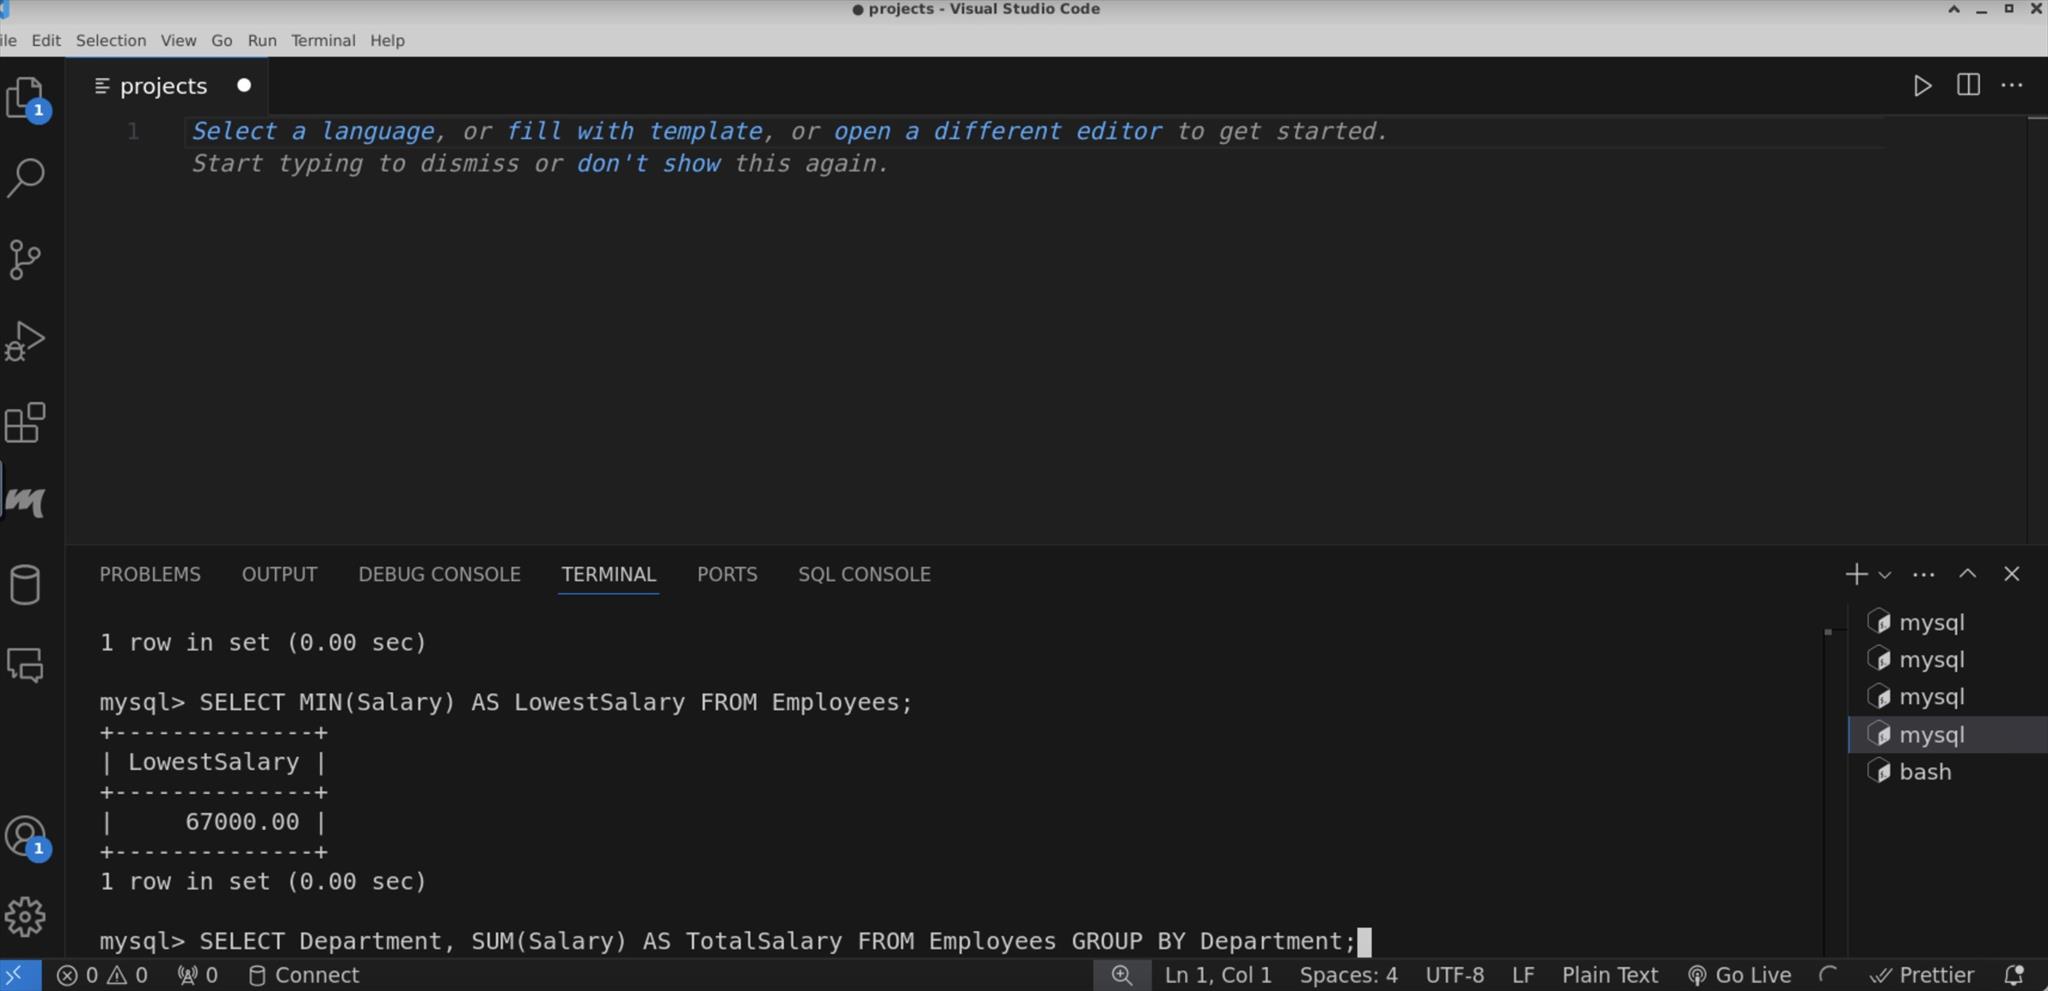 projects - Visual Studio Code
ile Edit Selection View Go Run Terminal Help
1
projects
1 Select a language, or fill with template, or open a different editor to get started.
Start typing to dismiss or don't show this again.
PROBLEMS OUTPUT DEBUG CONSOLE TERMINAL PORTS SQL CONSOLE
1 row in set (0.00 sec)
mysql> SELECT MIN(Salary) AS LowestSalary FROM Employees;
+--------------+
| LowestSalary |
+--------------+
|     67000.00 |
+--------------+
1 row in set (0.00 sec)
mysql> SELECT Department, SUM(Salary) AS TotalSalary FROM Employees GROUP BY Department;
mysql
mysql
mysql
mysql
bash
1
0 0 0 Connect Ln 1, Col 1 Spaces: 4 UTF-8 LF Plain Text Go Live Prettier